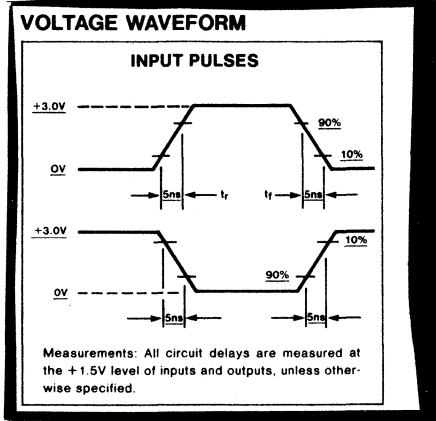 VOLTAGE WAVEFORM
INPUT PULSES
+3.0V
90%
10%
0V
5ns
tr
tf
5ns
+3.0V
10%
90%
0V
5ns
5ns
Measurements: All circuit delays are measured at
the +1.5V level of inputs and outputs, unless other-
wise specified.